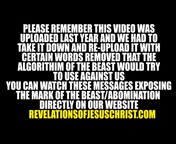 PLEASE REMEMBER THIS VIDEO WAS
UPLOADED LAST YEAR AND WE HAD TO
TAKE IT DOWN AND RE-UPLOAD IT WITH
CERTAIN WORDS REMOVED THAT THE
ALGORITHIM OF THE BEAST WOULD TRY
TO USE AGAINST US
YOU CAN WATCH THESE MESSAGES EXPOSING
THE MARK OF THE BEAST/ABOMINATION
DIRECTLY ON OUR WEBSITE
REVELATIONSOFJESUSCHRIST.COM